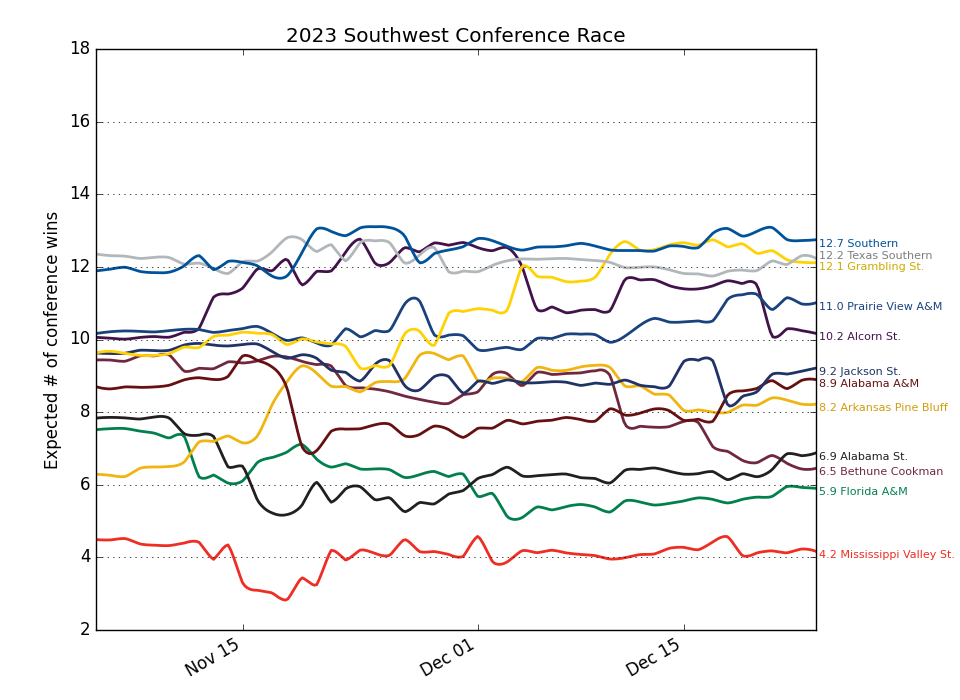 2023 Southwest Conference Race
Expected # of conference wins
18
16
14
12
10
8
6
4
2
Nov 15
Dec 01
Dec 15
12.7 Southern
12.2 Texas Southern
12.1 Grambling St.
11.0 Prairie View A&M
10.2 Alcorn St.
9.2 Jackson St.
8.9 Alabama A&M
8.2 Arkansas Pine Bluff
6.9 Alabama St.
6.5 Bethune Cookman
5.9 Florida A&M
4.2 Mississippi Valley St.